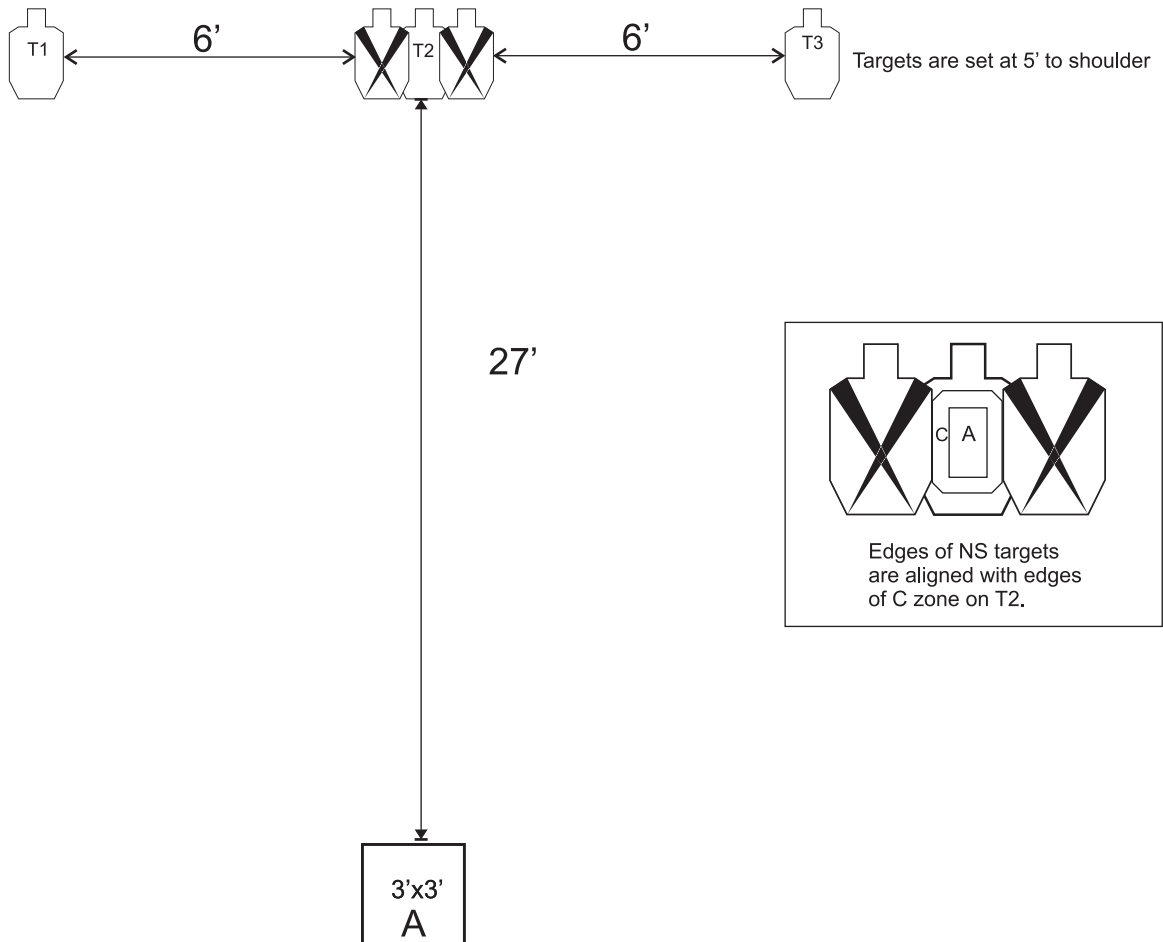 T1
6’
T2
6’
T3
Targets are set at 5’ to shoulder
27’
C
A
Edges of NS targets
are aligned with edges
of C zone on T2.
3’x3’
A